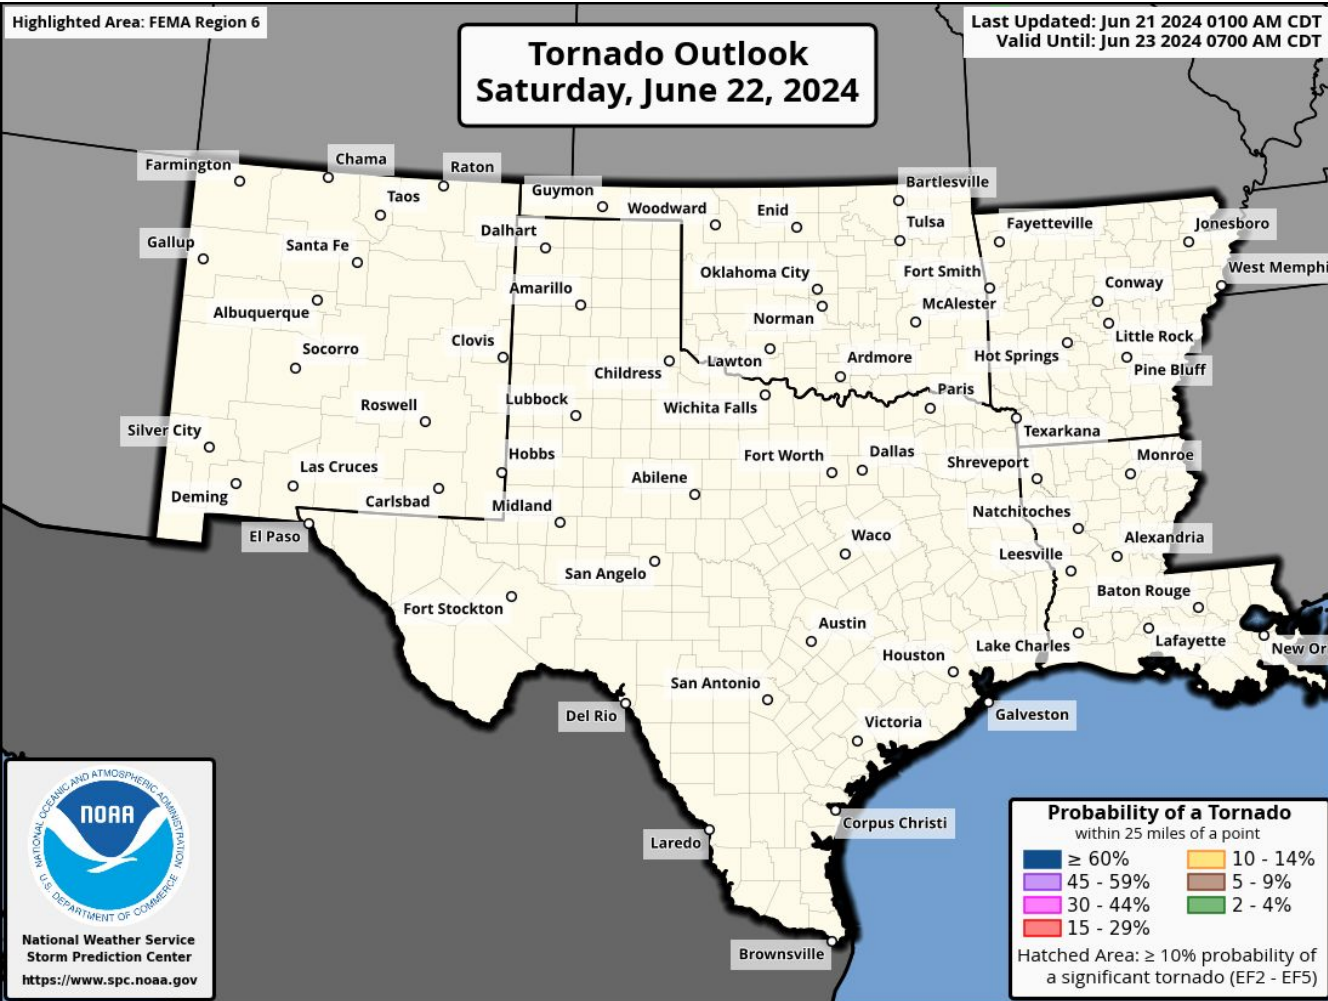 Highlighted Area: FEMA Region 6
Last Updated: Jun 21 2024 0100 AM CDT
Valid Until: Jun 23 2024 0700 AM CDT
Tornado Outlook
Saturday, June 22, 2024
Farmington
Chama
Raton
Taos
Guymon
Woodward
Enid
Bartlesville
Tulsa
Fayetteville
Jonesboro
Gallup
Santa Fe
Dalhart
Oklahoma City
Fort Smith
West Memphi
Amarillo
Conway
Albuquerque
Norman
McAlester
Socorro
Clovis
Little Rock
Childress
Lawton
Ardmore
Hot Springs
Pine Bluff
Roswell
Lubbock
Wichita Falls
Paris
Silver City
Texarkana
Las Cruces
Hobbs
Abilene
Fort Worth
Dallas
Shreveport
Monroe
Deming
Carlsbad
Midland
Natchitoches
El Paso
San Angelo
Waco
Leesville
Alexandria
Fort Stockton
Baton Rouge
Austin
Houston
Lake Charles
Lafayette
New Or
San Antonio
Del Rio
Victoria
Galveston
Corpus Christi
Laredo
Brownsville
NATIONAL OCEANIC AND ATMOSPHERIC ADMINISTRATION
NOAA
U.S. DEPARTMENT OF COMMERCE
National Weather Service
Storm Prediction Center
https://www.spc.noaa.gov
Probability of a Tornado
within 25 miles of a point
≥ 60%
10 - 14%
45 - 59%
5 - 9%
30 - 44%
2 - 4%
15 - 29%
Hatched Area: ≥ 10% probability of
a significant tornado (EF2 - EF5)